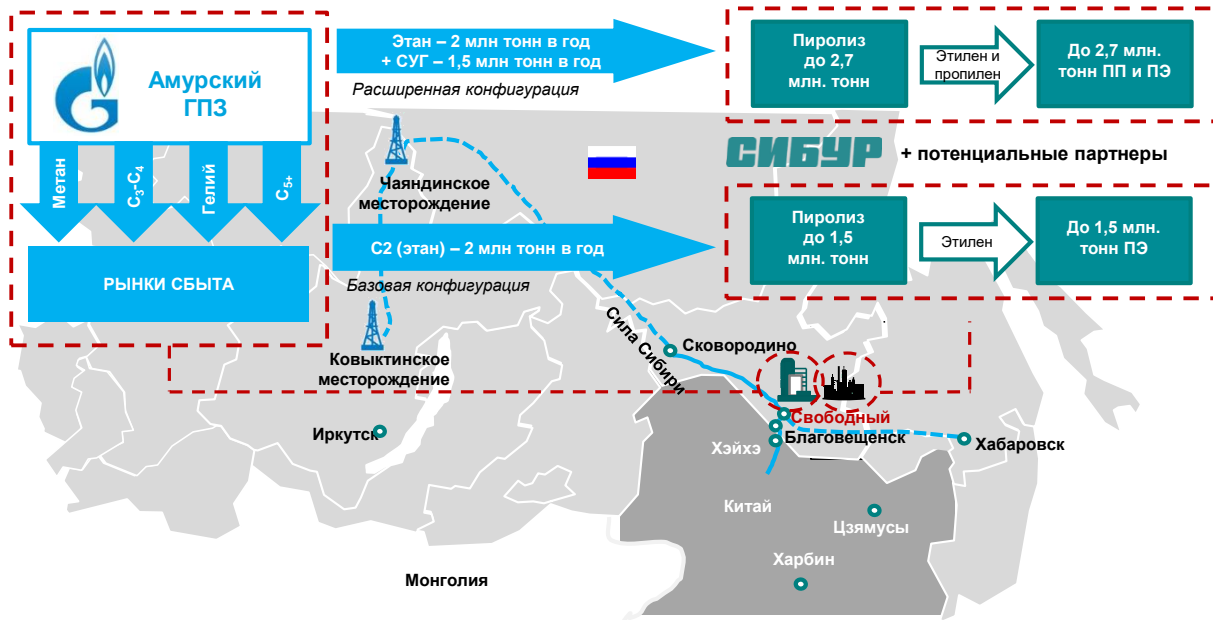 Амурский
ГПЗ
Метан
С3-С4
Гелий
С5+
РЫНКИ СБЫТА
Этан – 2 млн тонн в год
+ СУГ – 1,5 млн тонн в год
Расширенная конфигурация
Пиролиз
до 2,7
млн. тонн
Этилен и
пропилен
До 2,7 млн.
тонн ПП и ПЭ
СИБУР
+ потенциальные партнеры
Чаяндинское
месторождение
С2 (этан) – 2 млн тонн в год
Базовая конфигурация
Пиролиз
до 1,5
млн. тонн
Этилен
До 1,5 млн.
тонн ПЭ
Сила Сибири
Сковородино
Ковыктинское
месторождение
Свободный
Иркутск
Благовещенск
Хабаровск
Хэйхэ
Китай
Цзямусы
Харбин
Монголия